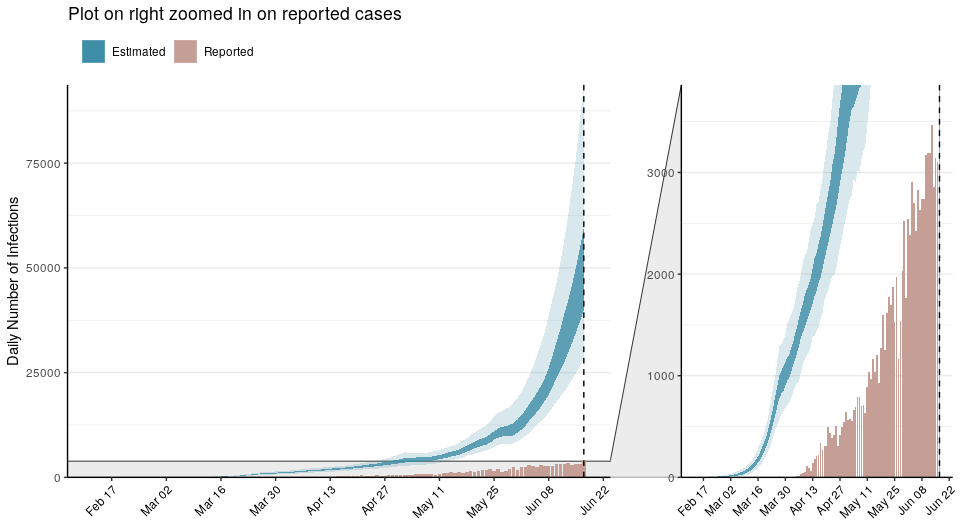 Plot on right zoomed in on reported cases
Estimated Reported
Daily Number of Infections
75000
50000
25000
0
Feb 17 Mar 02 Mar 16 Mar 30 Apr 13 Apr 27 May 11 May 25 Jun 08 Jun 22
3000
2000
1000
0
Feb 17 Mar 02 Mar 16 Mar 30 Apr 13 Apr 27 May 11 May 25 Jun 08 Jun 22